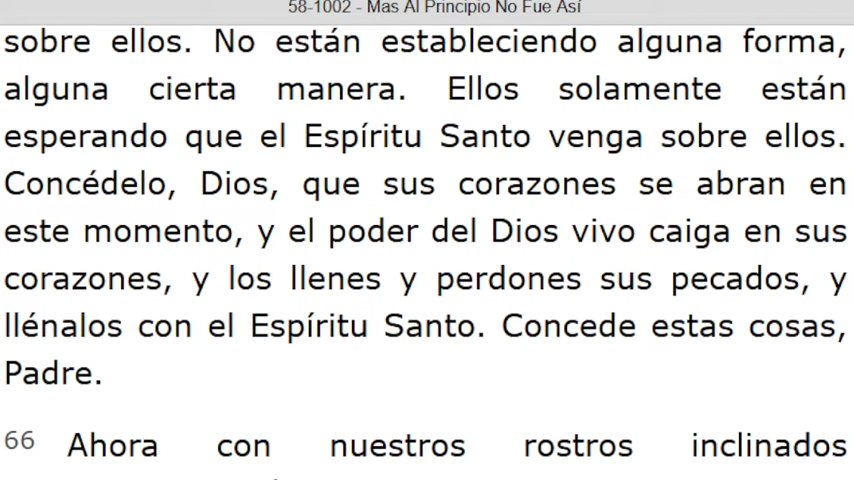 58-1002 - Mas Al Principio No Fue Así
sobre ellos. No están estableciendo alguna forma,
alguna cierta manera. Ellos solamente están
esperando que el Espíritu Santo venga sobre ellos.
Concédelo, Dios, que sus corazones se abran en
este momento, y el poder del Dios vivo caiga en sus
corazones, y los llenes y perdones sus pecados, y
llénalos con el Espíritu Santo. Concede estas cosas,
Padre.
66 Ahora con nuestros rostros inclinados